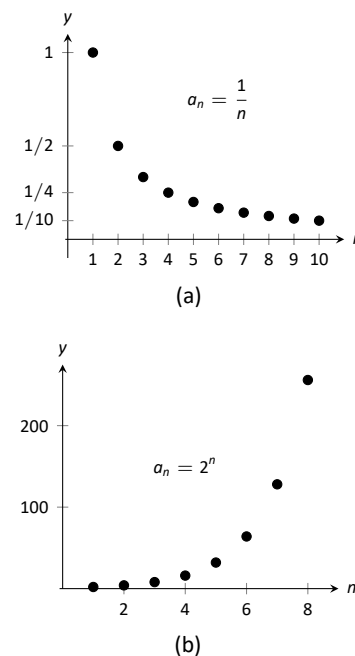 y
1
a_n = 1/n
1/2
1/4
1/10
1 2 3 4 5 6 7 8 9 10
(a)
y
200
a_n = 2^n
100
n
2 4 6 8
(b)